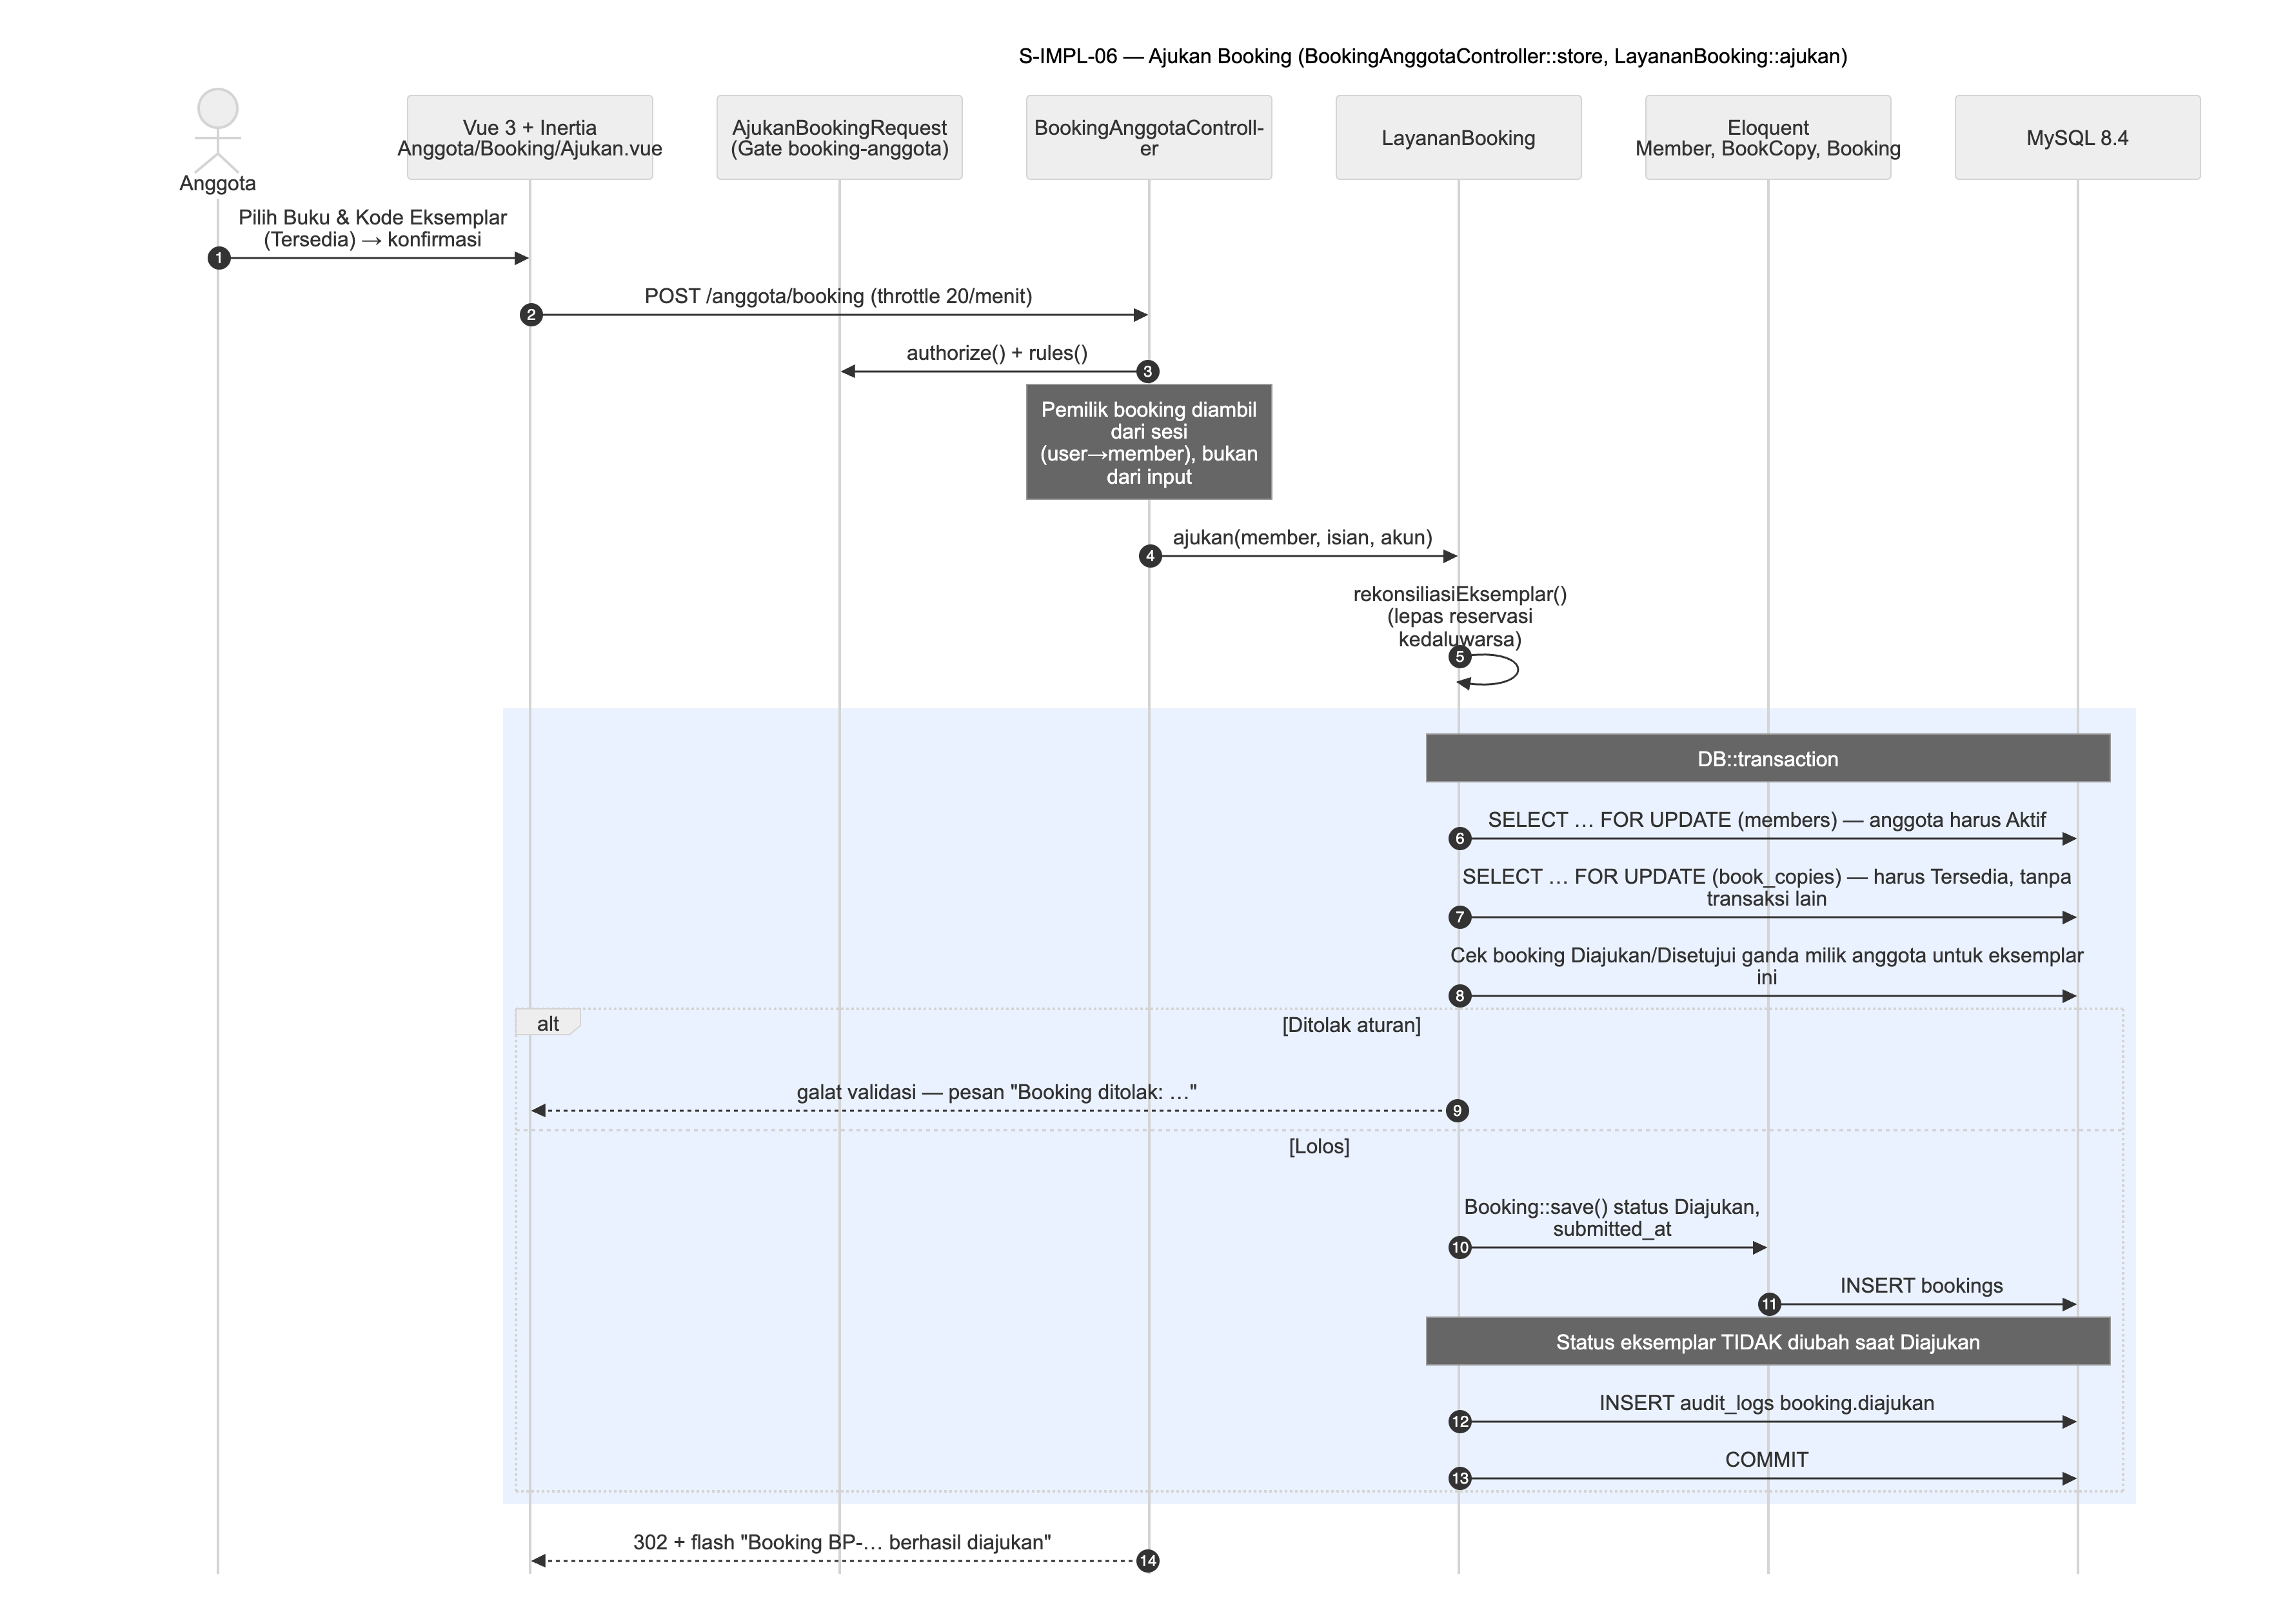 S-IMPL-06 — Ajukan Booking (BookingAnggotaController::store, LayananBooking::ajukan)
Anggota
Vue 3 + Inertia
Anggota/Booking/Ajukan.vue
AjukanBookingRequest
(Gate booking-anggota)
BookingAnggotaControll-
er
LayananBooking
Eloquent
Member, BookCopy, Booking
MySQL 8.4
Pilih Buku & Kode Eksemplar
(Tersedia) → konfirmasi
1
POST /anggota/booking (throttle 20/menit)
2
authorize() + rules()
3
Pemilik booking diambil
dari sesi
(user→member), bukan
dari input
ajukan(member, isian, akun)
4
rekonsiliasiEksemplar()
(lepas reservasi
kedaluwarsa)
5
DB::transaction
SELECT … FOR UPDATE (members) — anggota harus Aktif
6
SELECT … FOR UPDATE (book_copies) — harus Tersedia, tanpa
transaksi lain
7
Cek booking Diajukan/Disetujui ganda milik anggota untuk eksemplar
ini
8
alt
[Ditolak aturan]
galat validasi — pesan "Booking ditolak: …"
9
[Lolos]
Booking::save() status Diajukan,
submitted_at
10
INSERT bookings
11
Status eksemplar TIDAK diubah saat Diajukan
INSERT audit_logs booking.diajukan
12
COMMIT
13
302 + flash "Booking BP-… berhasil diajukan"
14